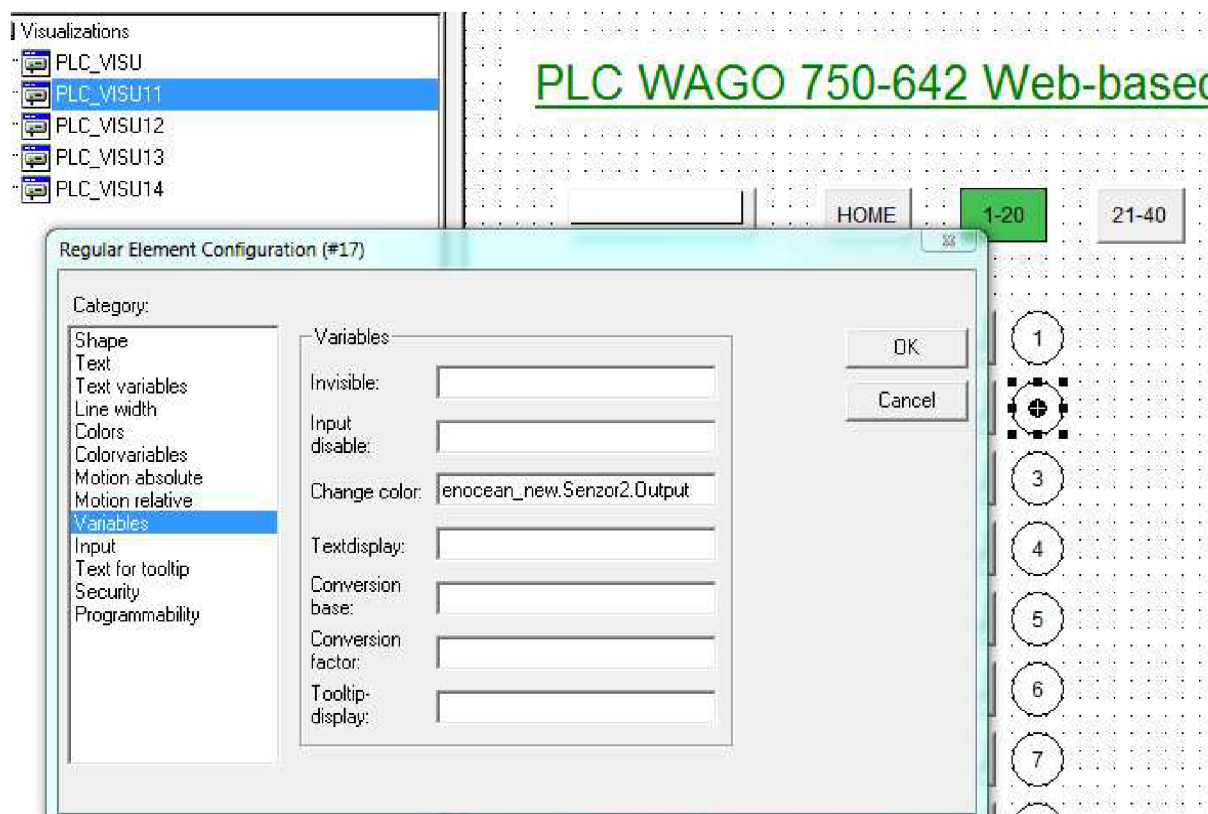 Visualizations
PLC_VISU
PLC_VISU11
PLC_VISU12
PLC_VISU13
PLC_VISU14
PLC WAGO 750-642 Web-based
HOME
1-20
21-40
Regular Element Configuration (#17)
Category:
Shape
Text
Text variables
Line width
Colors
Colorvariables
Motion absolute
Motion relative
Variables
Input
Text for tooltip
Security
Programmability
Variables
Invisible:
Input
disable:
Change color: enocean_new.Senzor2.Output
Textdisplay:
Conversion
base:
Conversion
factor:
Tooltip-
display:
OK
Cancel
1
3
4
5
6
7